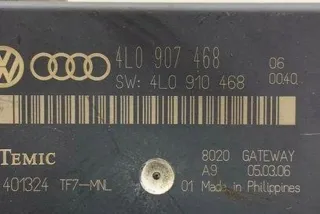 4L0 907 468 06
SW: 4L0 910 468 0040
TEMIC 8020 GATEWAY
A9 05.03.06
401324 TF7-MNL 01 Made in Philippines